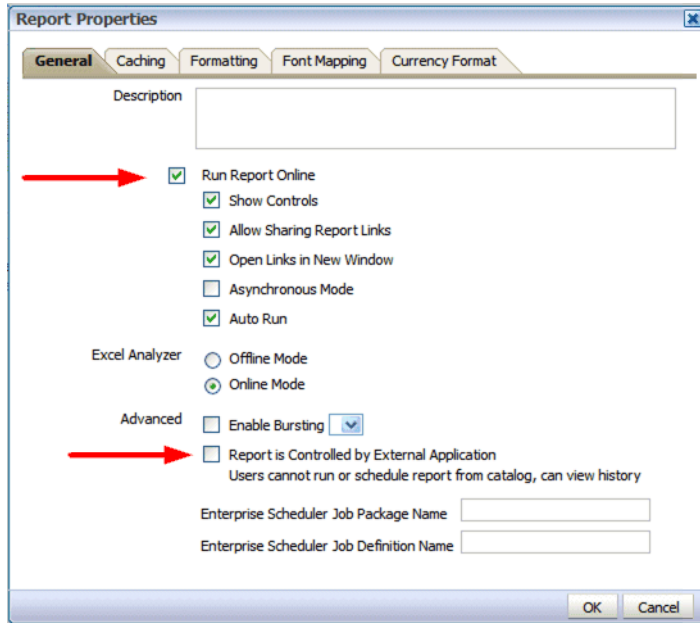 Report Properties
General Caching Formatting Font Mapping Currency Format
Description
Run Report Online
Show Controls
Allow Sharing Report Links
Open Links in New Window
Asynchronous Mode
Auto Run
Excel Analyzer Offline Mode
Online Mode
Advanced Enable Bursting
Report is Controlled by External Application
Users cannot run or schedule report from catalog, can view history
Enterprise Scheduler Job Package Name
Enterprise Scheduler Job Definition Name
OK Cancel